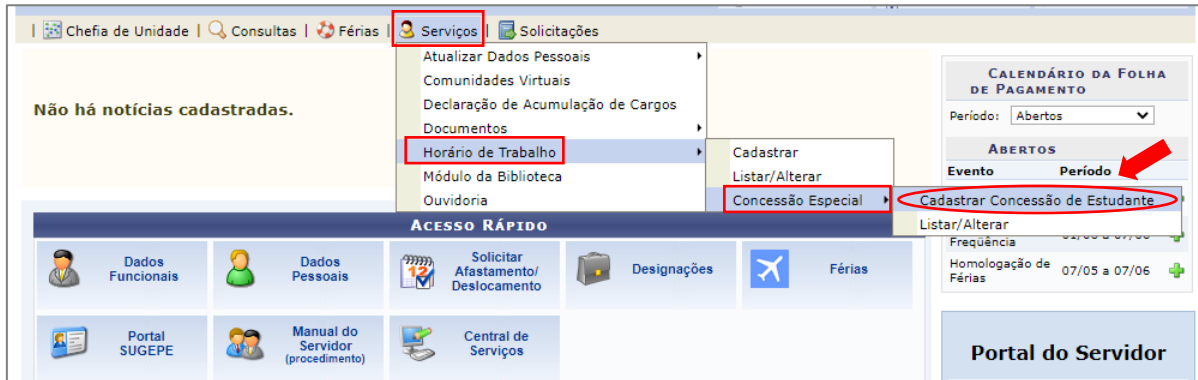 | Chefia de Unidade | Consultas | Férias | Serviços | Solicitações
Não há notícias cadastradas.
Atualizar Dados Pessoais
Comunidades Virtuais
Declaração de Acumulação de Cargos
Documentos
Horário de Trabalho
Módulo da Biblioteca
Ouvidoria
Cadastrar
Listar/Alterar
Concessão Especial
Cadastrar Concessão de Estudante
Listar/Alterar
CALENDÁRIO DA FOLHA
DE PAGAMENTO
Período: Abertos
ABERTOS
Evento Período
Freqüência
Homologação de
Férias
07/05 a 07/06
ACESSO RÁPIDO
Dados
Funcionais
Dados
Pessoais
12
Solicitar
Afastamento/
Deslocamento
Designações
Férias
Portal
SUGEPE
Manual do
Servidor
(procedimento)
Central de
Serviços
Portal do Servidor